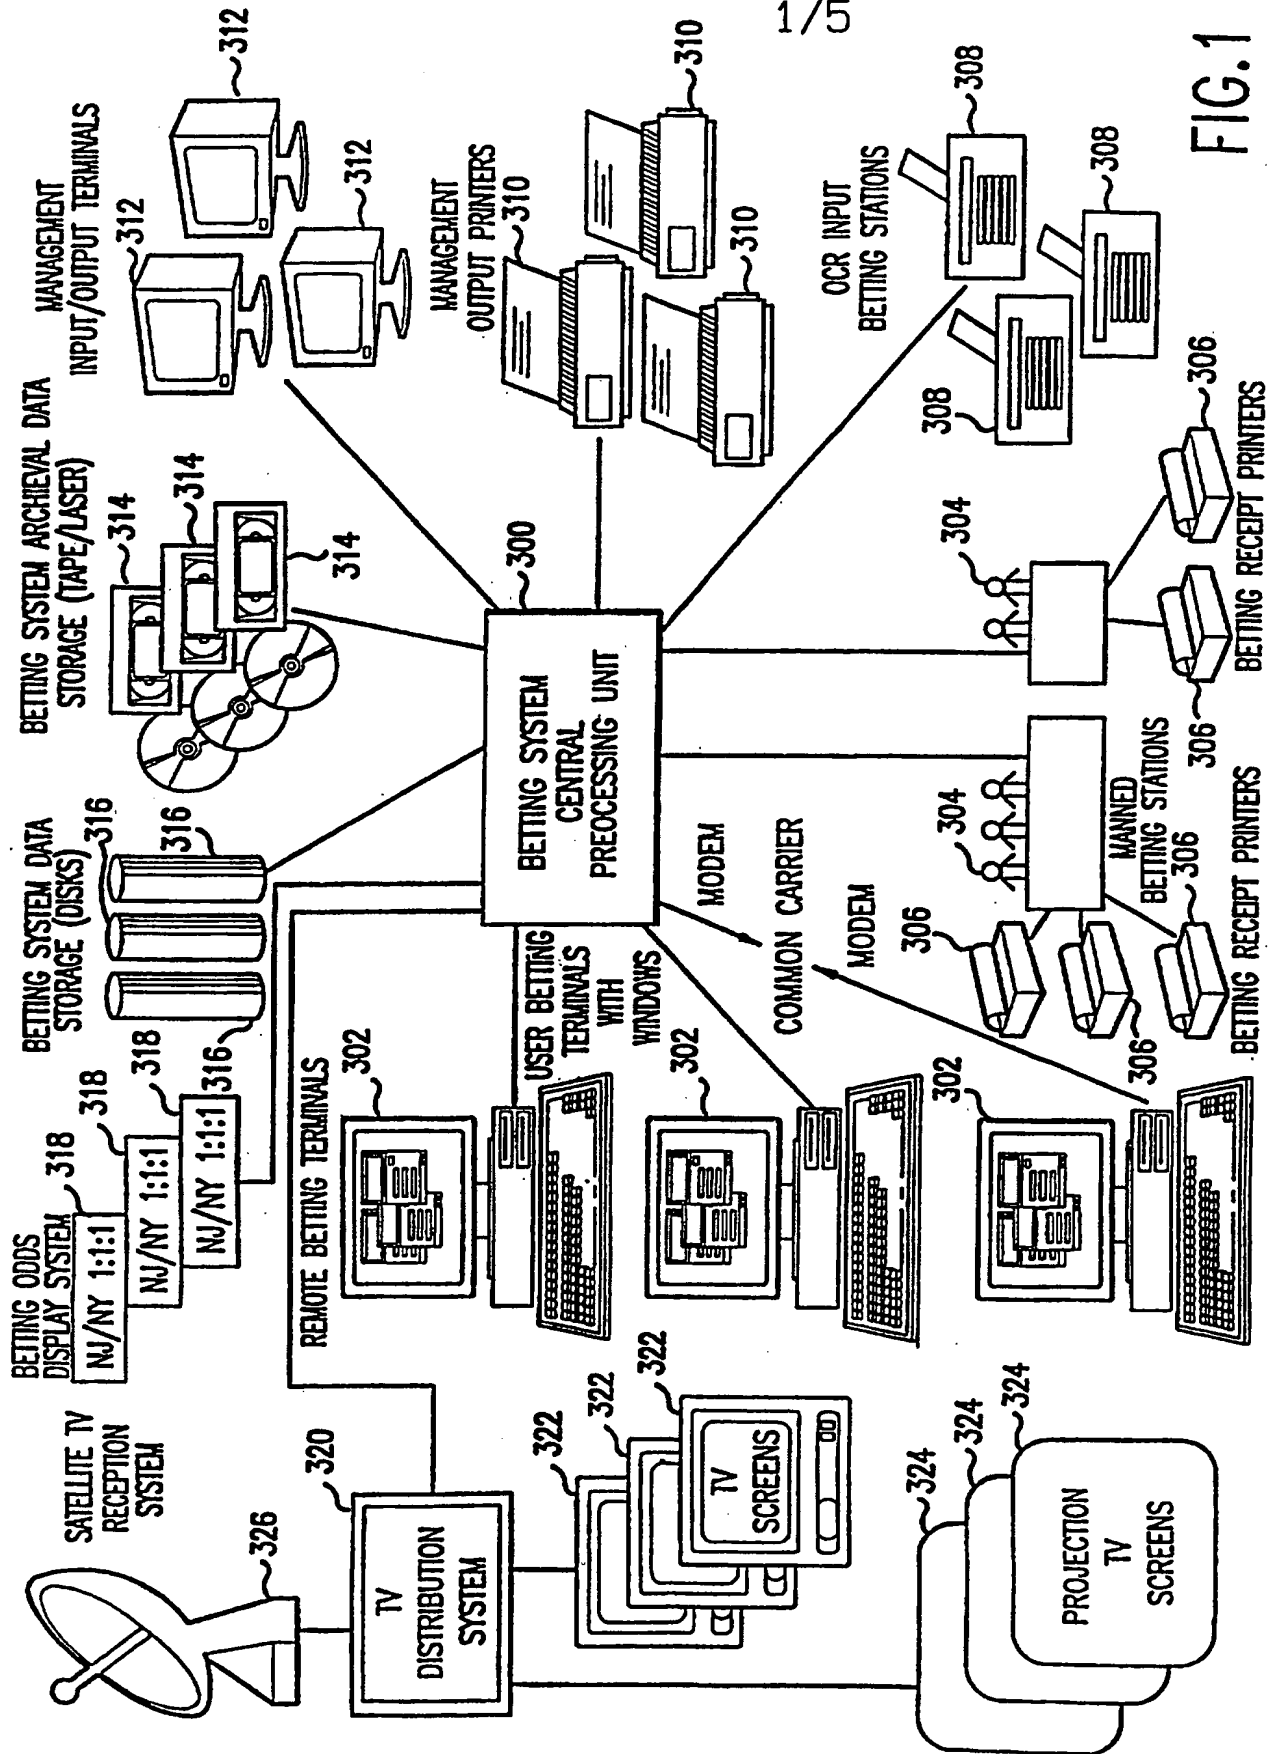 1/5
SATELLITE TV
RECEPTION
SYSTEM
326
BETTING ODDS
DISPLAY SYSTEM
318
318
318
NJ/NY 1:1:1
NJ/NY 1:1:1
NJ/NY 1:1:1
BETTING SYSTEM DATA
STORAGE (DISKS)
316
316
316
BETTING SYSTEM ARCHIEVAL DATA
STORAGE (TAPE/LASER)
314
314
314
MANAGEMENT
INPUT/OUTPUT TERMINALS
312
312
312
320
TV
DISTRIBUTION
SYSTEM
REMOTE BETTING TERMINALS
302
USER BETTING
TERMINALS
WITH
WINDOWS
300
BETTING SYSTEM
CENTRAL
PREOCESSING UNIT
MANAGEMENT
OUTPUT PRINTERS
310
310
310
322
322
322
TV
SCREENS
302
MODEM
COMMON CARRIER
MODEM
OCR INPUT
BETTING STATIONS
308
308
308
324
324
324
PROJECTION
TV
SCREENS
302
306
306
306
304
MANNED
BETTING STATIONS
BETTING RECEIPT PRINTERS
304
306
306
BETTING RECEIPT PRINTERS
FIG.1